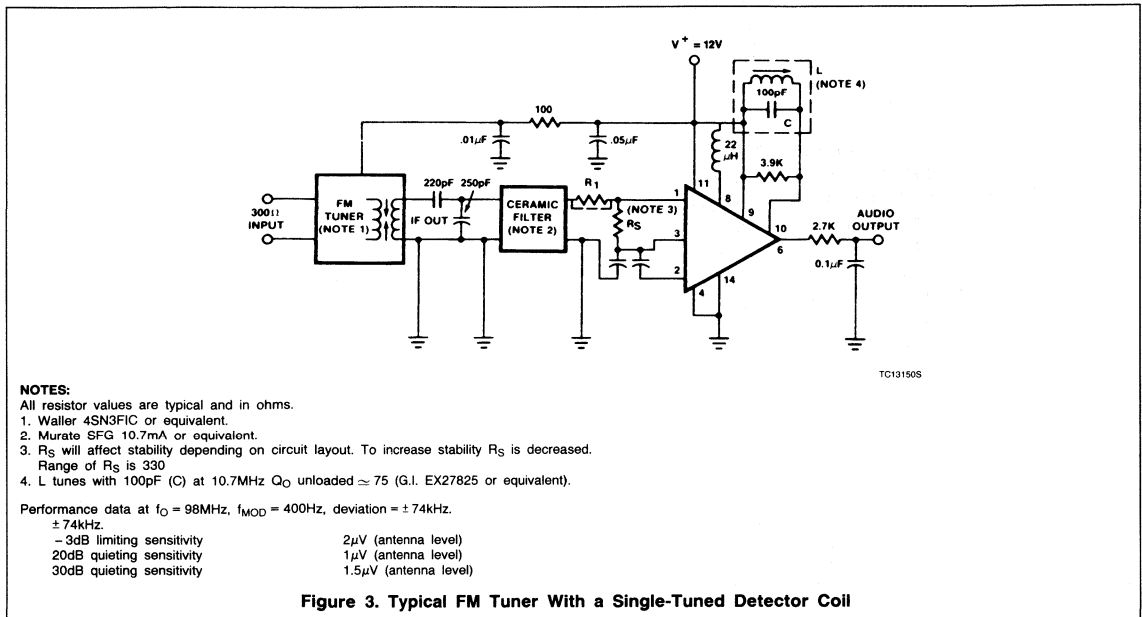 V+ = 12V
L
(NOTE 4)
100pF
C
100
.01μF
.05μF
22
μH
3.9K
220pF 250pF
R1
1
11
8
9
FM
TUNER
(NOTE 1)
IF OUT
CERAMIC
FILTER
(NOTE 2)
(NOTE 3)
RS
3
10
6
2.7K
AUDIO
OUTPUT
300Ω
INPUT
2
4
14
0.1μF
TC13150S
NOTES:
All resistor values are typical and in ohms.
1. Waller 4SN3FIC or equivalent.
2. Murate SFG 10.7mA or equivalent.
3. RS will affect stability depending on circuit layout. To increase stability RS is decreased.
Range of RS is 330
4. L tunes with 100pF (C) at 10.7MHz QO unloaded ≃ 75 (G.I. EX27825 or equivalent).
Performance data at fO = 98MHz, fMOD = 400Hz, deviation = ± 74kHz.
± 74kHz.
– 3dB limiting sensitivity 2μV (antenna level)
20dB quieting sensitivity 1μV (antenna level)
30dB quieting sensitivity 1.5μV (antenna level)
Figure 3. Typical FM Tuner With a Single-Tuned Detector Coil